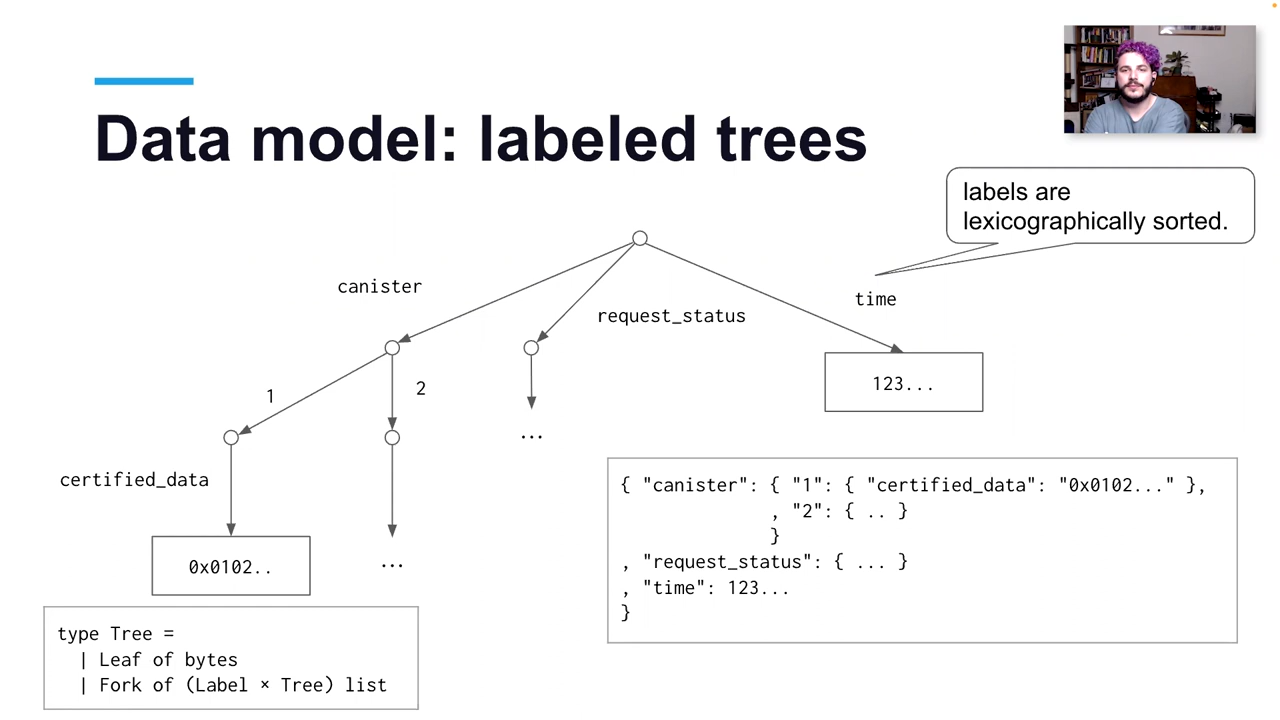 Data model: labeled trees
labels are
lexicographically sorted.
canister
request_status
time
1
2
123...
...
certified_data
0x0102..
...
{ "canister": { "1": { "certified_data": "0x0102..." },
, "2": { .. }
}
, "request_status": { ... }
, "time": 123...
}
type Tree =
| Leaf of bytes
| Fork of (Label × Tree) list